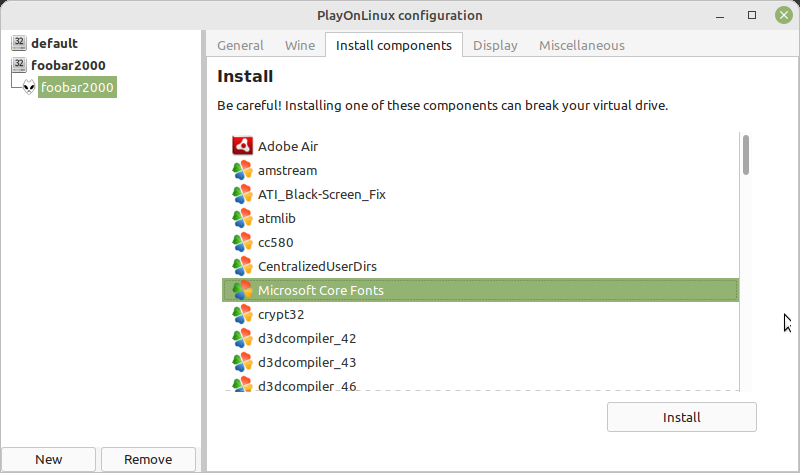 PlayOnLinux configuration
32 default
32 foobar2000
foobar2000
General Wine Install components Display Miscellaneous
Install
Be careful! Installing one of these components can break your virtual drive.
Adobe Air
amstream
ATI_Black-Screen_Fix
atmlib
cc580
CentralizedUserDirs
Microsoft Core Fonts
crypt32
d3dcompiler_42
d3dcompiler_43
d3dcompiler_46
Install
New Remove